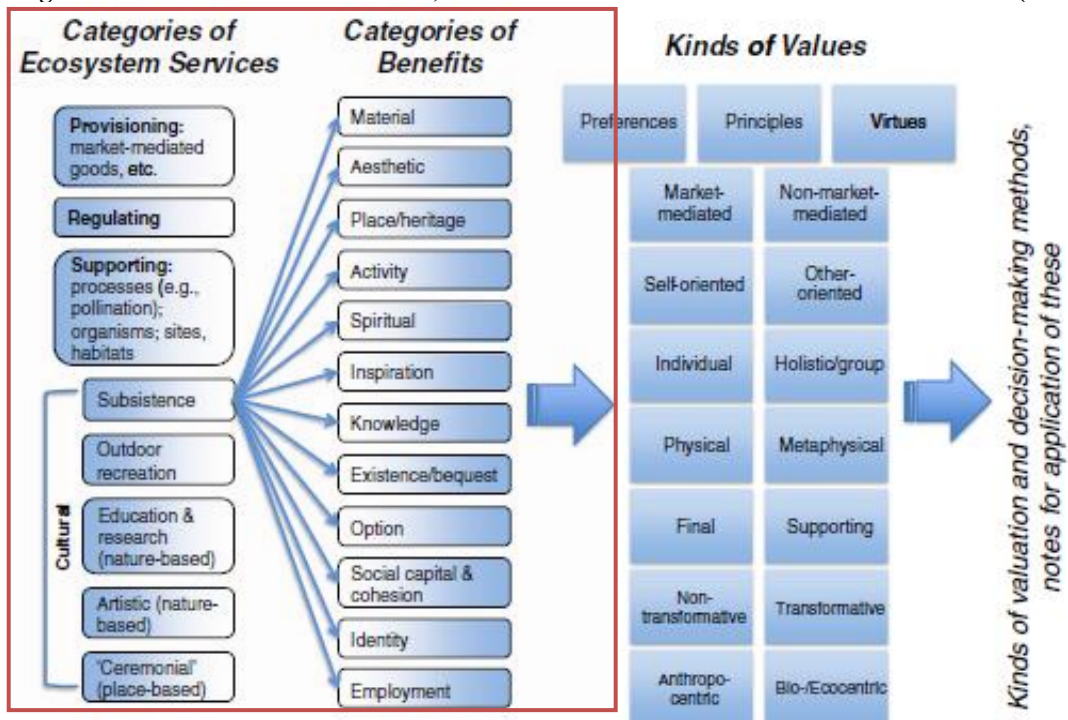 Categories of
Ecosystem Services
Provisioning:
market-mediated
goods, etc.
Regulating
Supporting:
processes (e.g.,
pollination);
organisms; sites,
habitats
Cultural
Subsistence
Outdoor
recreation
Education &
research
(nature-based)
Artistic (nature-
based)
'Ceremonial'
(place-based)
Categories of
Benefits
Material
Aesthetic
Place/heritage
Activity
Spiritual
Inspiration
Knowledge
Existence/bequest
Option
Social capital &
cohesion
Identity
Employment
Kinds of Values
Preferences
Principles
Virtues
Market-
mediated
Non-market-
mediated
Self-oriented
Other-
oriented
Individual
Holistic/group
Physical
Metaphysical
Final
Supporting
Non-
transformative
Transformative
Anthropo-
centric
Bio-/Ecocentric
Kinds of valuation and decision-making methods,
notes for application of these